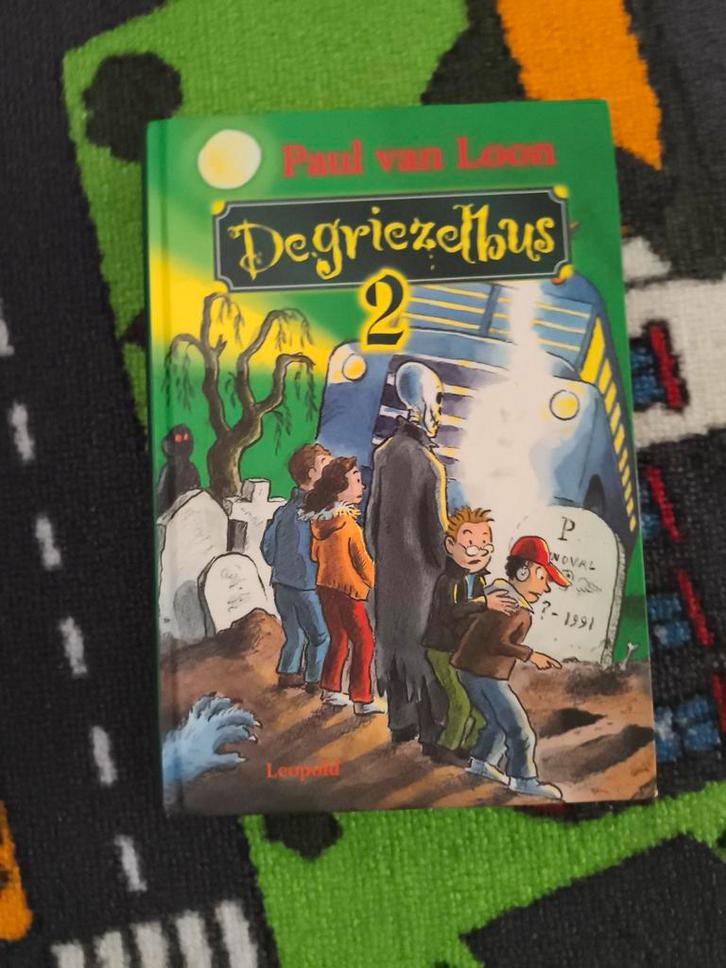 Paul van Loon
De griezelbus
2
P
NOVAL
? - 1991
Leopold